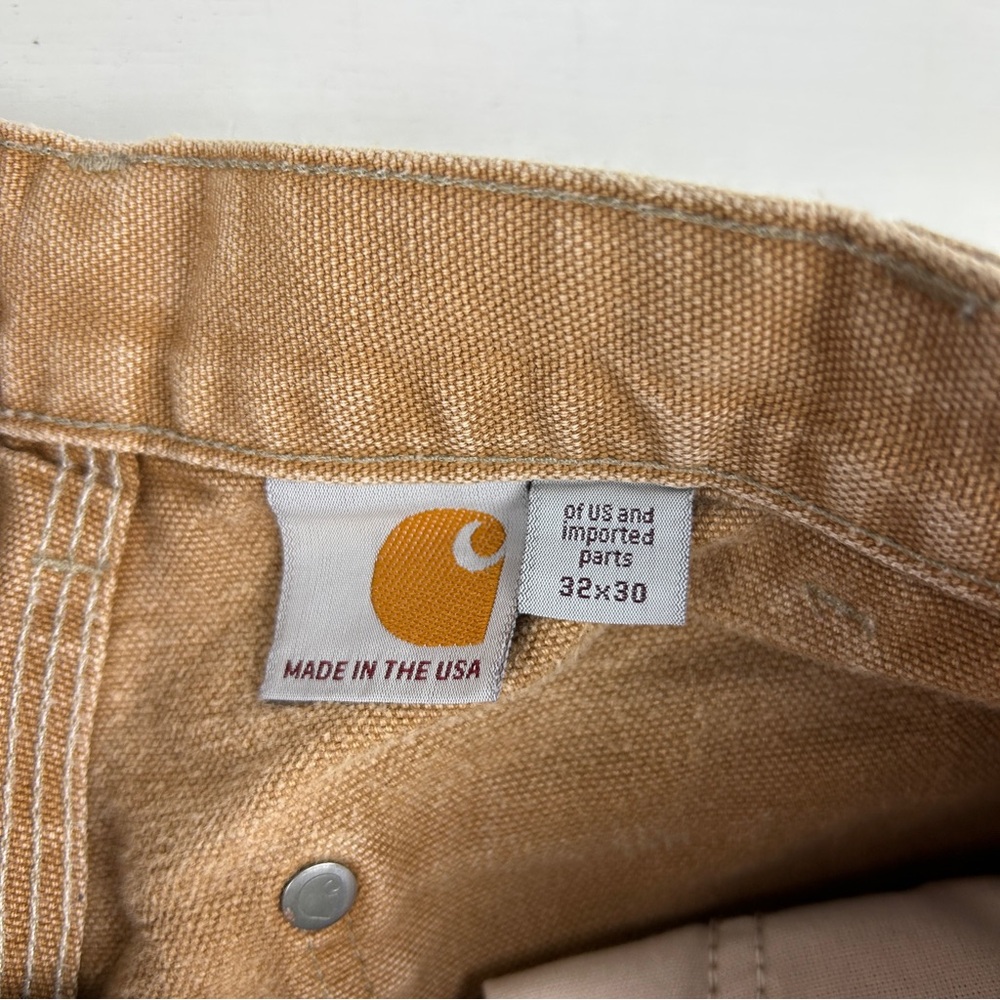 MADE IN THE USA
of US and
imported
parts
32x30